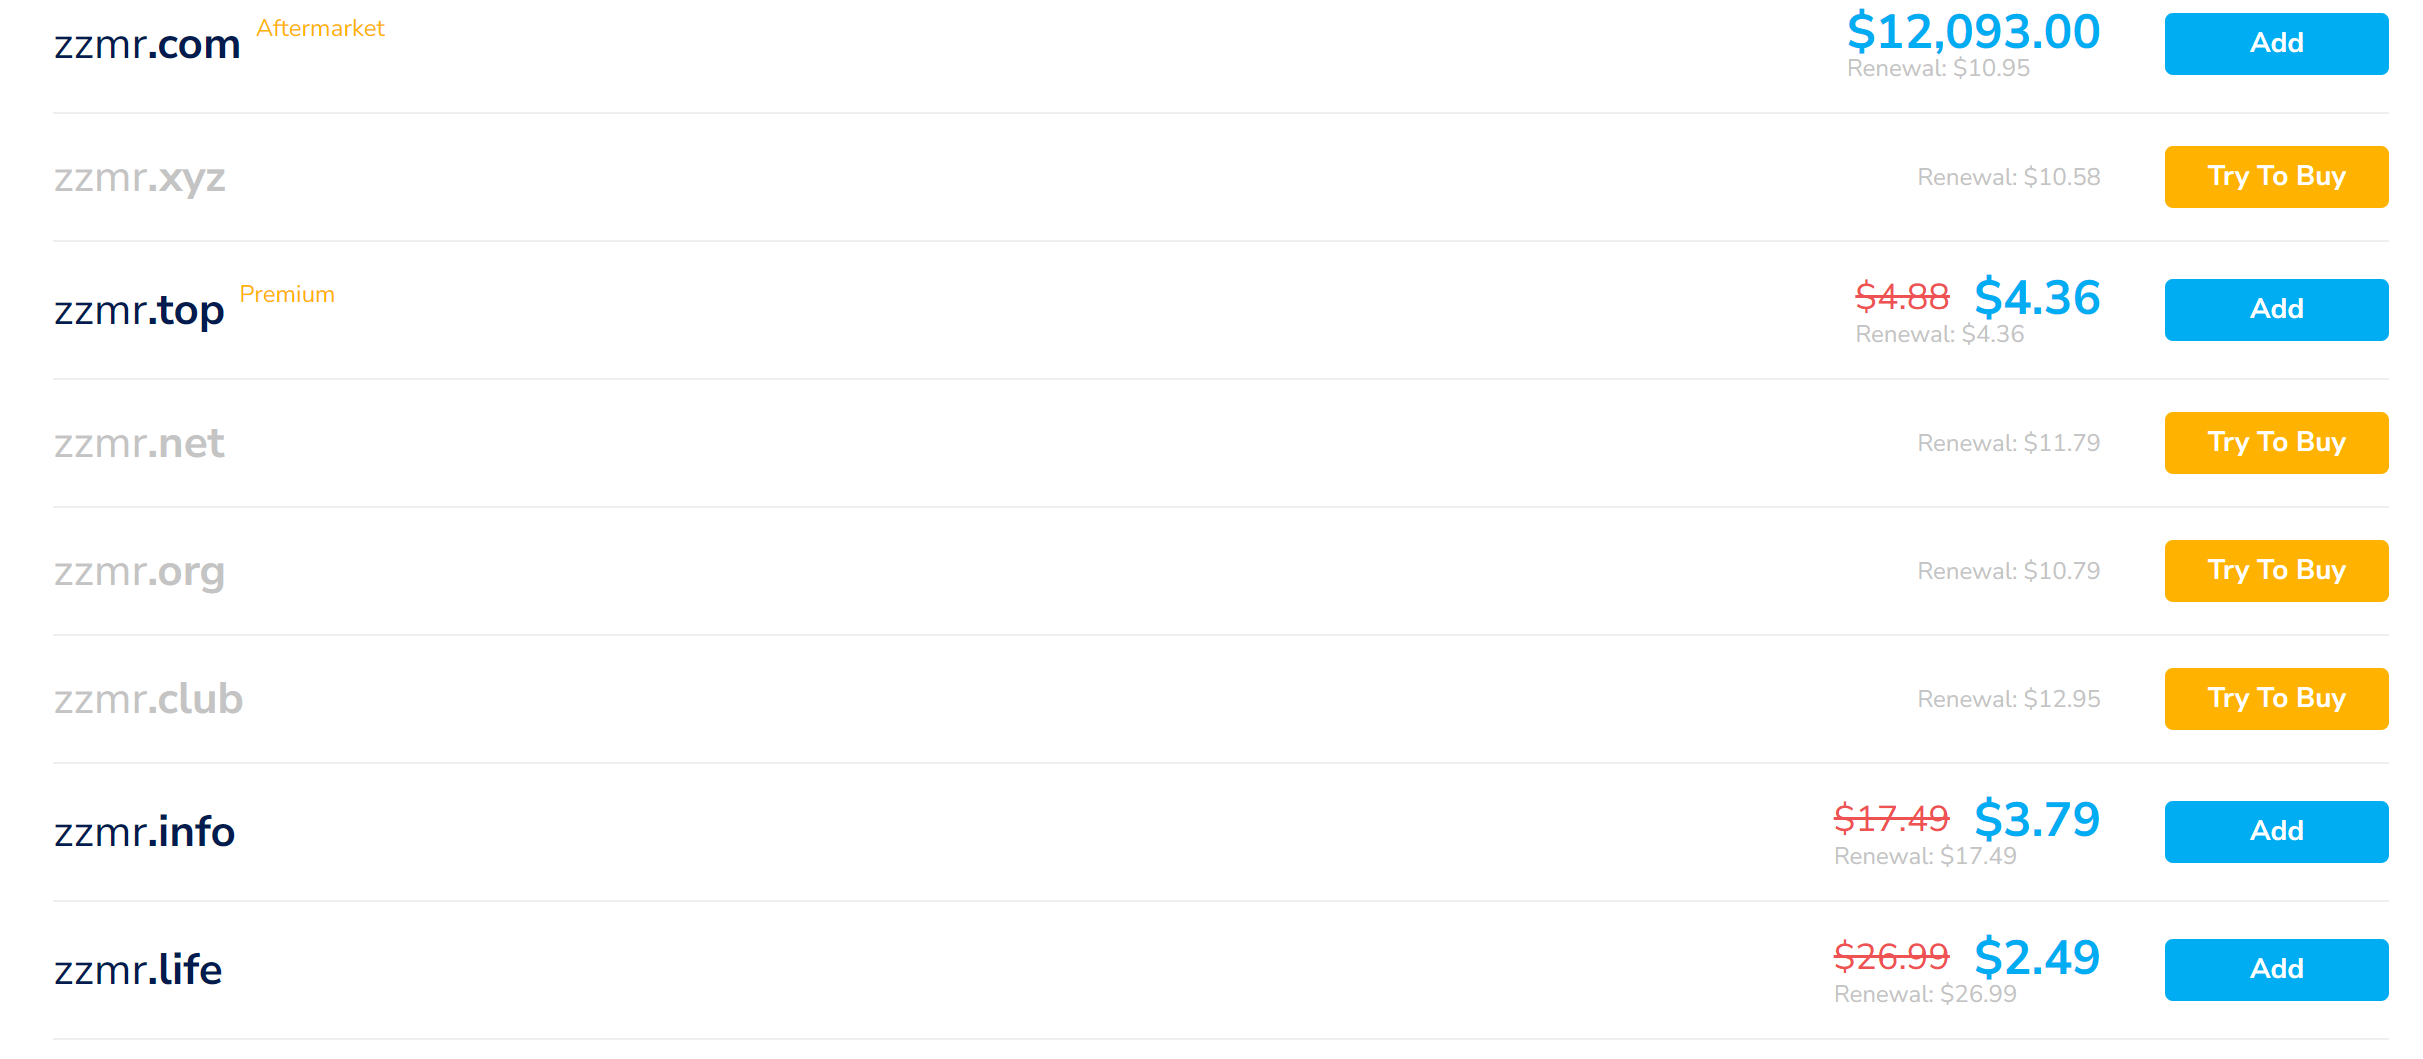 zzmr.com Aftermarket $12,093.00 Add
Renewal: $10.95
zzmr.xyz Renewal: $10.58 Try To Buy
zzmr.top Premium $4.88 $4.36 Add
Renewal: $4.36
zzmr.net Renewal: $11.79 Try To Buy
zzmr.org Renewal: $10.79 Try To Buy
zzmr.club Renewal: $12.95 Try To Buy
zzmr.info $17.49 $3.79 Add
Renewal: $17.49
zzmr.life $26.99 $2.49 Add
Renewal: $26.99